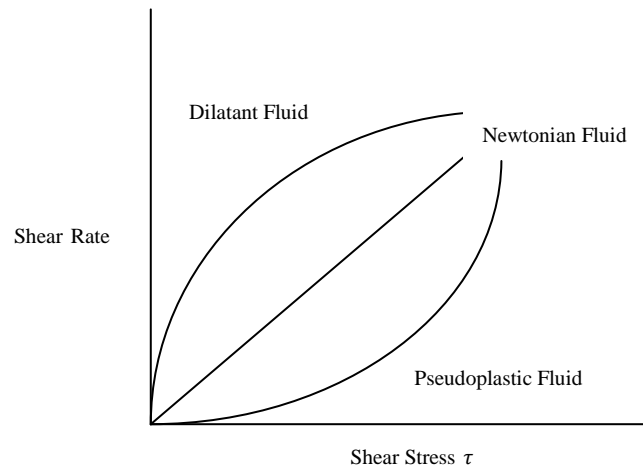 Dilatant Fluid
Newtonian Fluid
Shear Rate
Pseudoplastic Fluid
Shear Stress τ